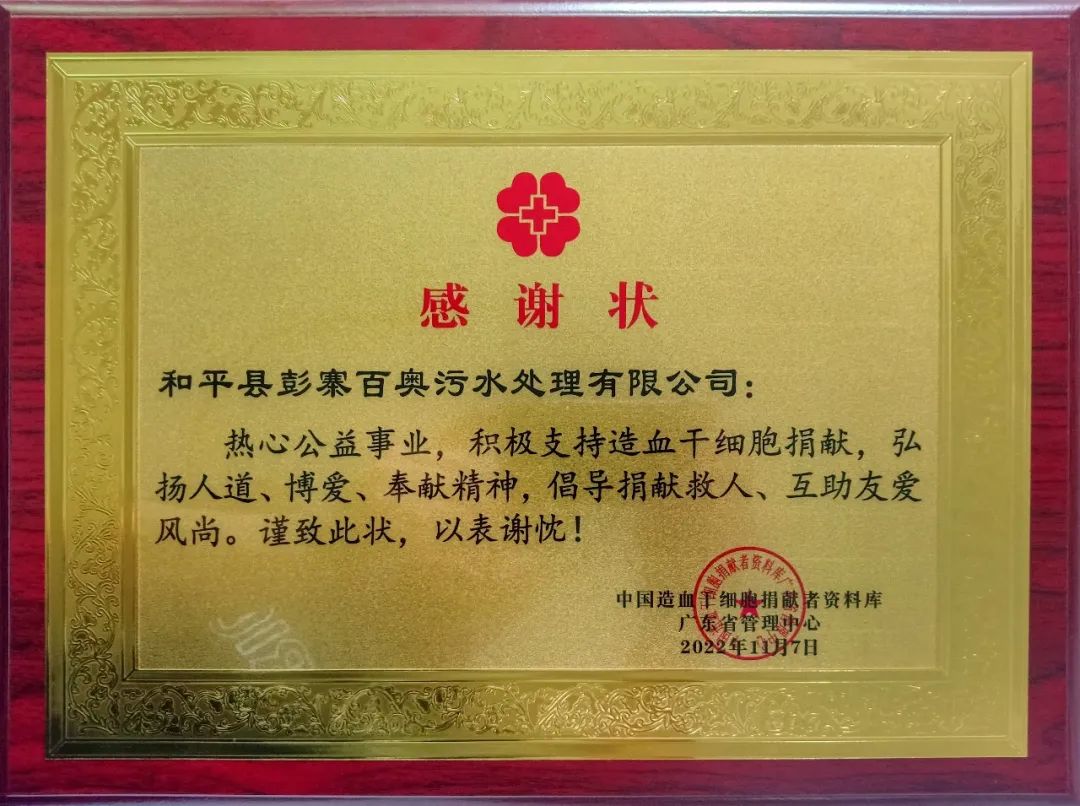 感谢状
和平县彭寨百奥污水处理有限公司：
热心公益事业，积极支持造血干细胞捐献，弘
扬人道、博爱、奉献精神，倡导捐献救人、互助友爱
风尚。谨致此状，以表谢忱！
中国造血干细胞捐献者资料库
广东省管理中心
2022年11月7日